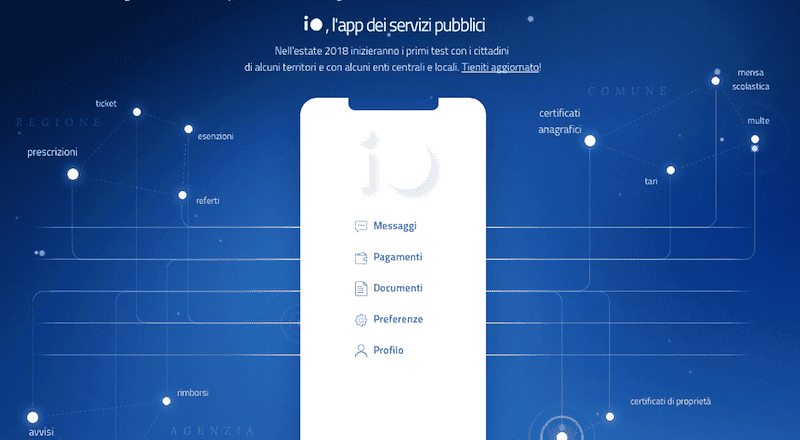 io, l'app dei servizi pubblici
Nell'estate 2018 inizieranno i primi test con i cittadini
di alcuni territori e con alcuni enti centrali e locali. Tieniti aggiornato!
REGIONE
ticket
esenzioni
prescrizioni
referti
COMUNE
mensa
scolastica
certificati
anagrafici
multe
tari
io
Messaggi
Pagamenti
Documenti
Preferenze
Profilo
rimborsi
avvisi
AGENZIA
certificati di proprietà